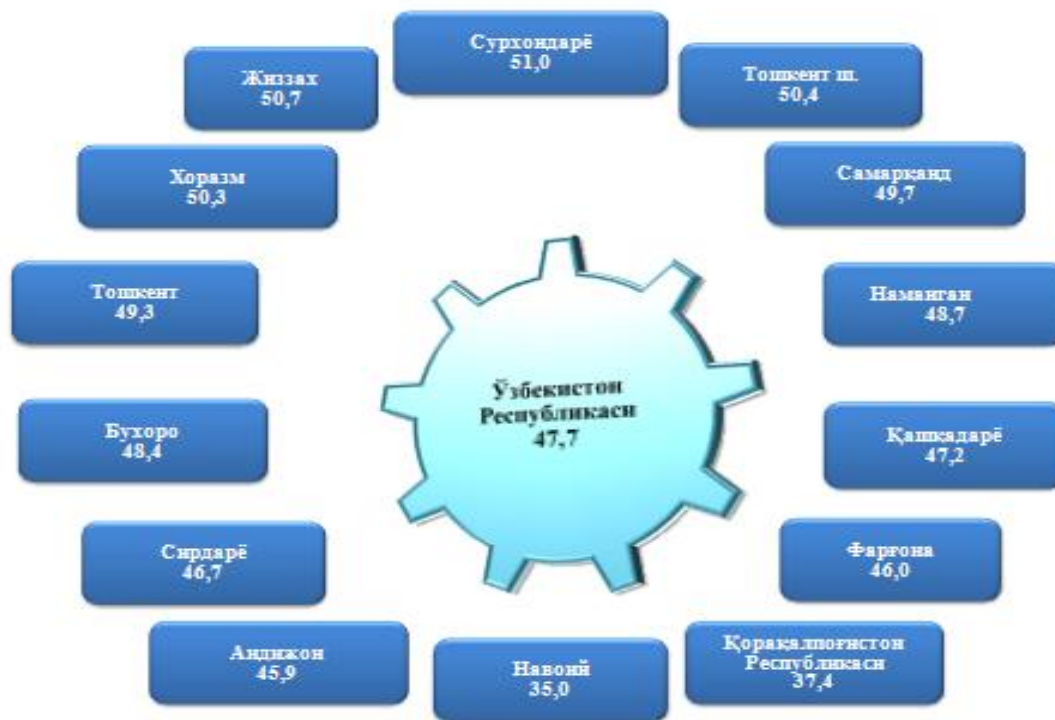 Сурхондарё
51,0
Жиззах
50,7
Тошкент ш.
50,4
Хоразм
50,3
Самарқанд
49,7
Тошкент
49,3
Наманган
48,7
Ўзбекистон
Республикаси
47,7
Бухоро
48,4
Қашқадарё
47,2
Сирдарё
46,7
Фарғона
46,0
Андижон
45,9
Навоий
35,0
Қорақалпоғистон
Республикаси
37,4